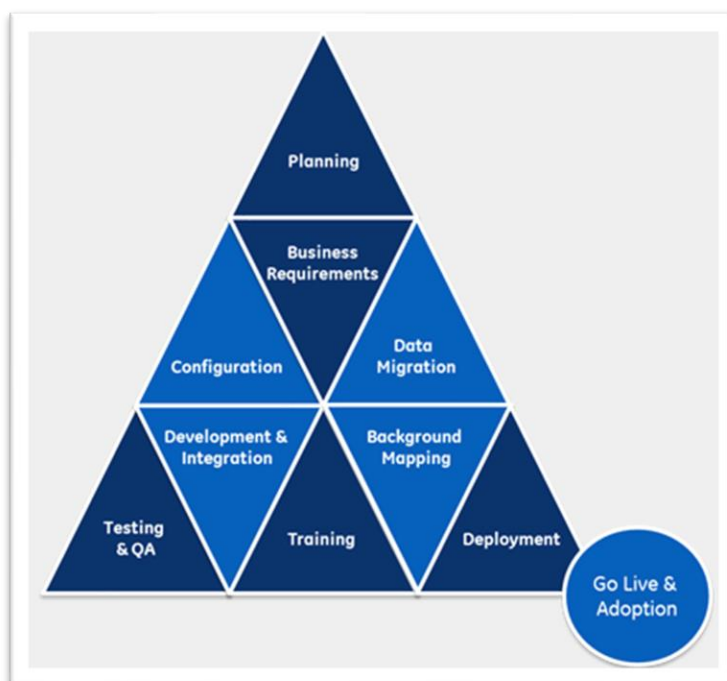 Planning
Business
Requirements
Configuration
Data
Migration
Development &
Integration
Background
Mapping
Testing
& QA
Training
Deployment
Go Live &
Adoption